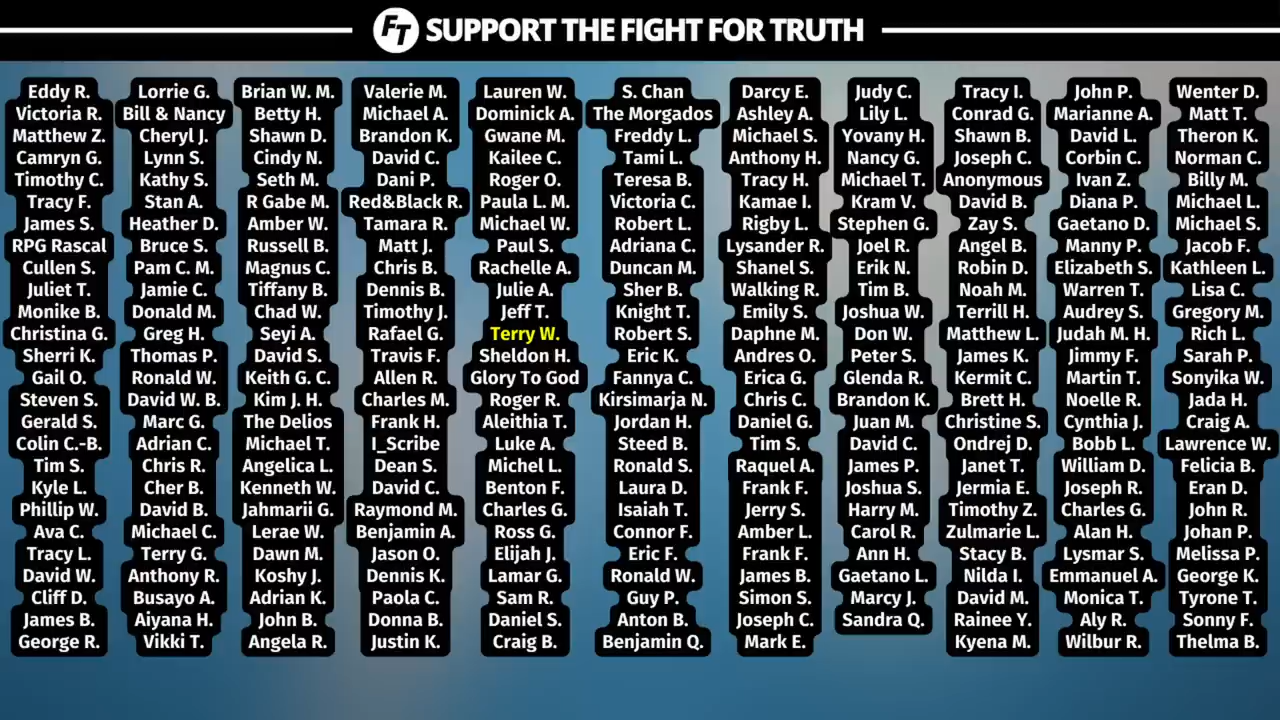 FT SUPPORT THE FIGHT FOR TRUTH
Eddy R.
Victoria R.
Matthew Z.
Camryn G.
Timothy C.
Tracy F.
James S.
RPG Rascal
Cullen S.
Juliet T.
Monike B.
Christina G.
Sherri K.
Gail O.
Steven S.
Gerald S.
Colin C.-B.
Tim S.
Kyle L.
Phillip W.
Ava C.
Tracy L.
David W.
Cliff D.
James B.
George R.
Lorrie G.
Bill & Nancy
Cheryl J.
Lynn S.
Kathy S.
Stan A.
Heather D.
Bruce S.
Pam C. M.
Jamie C.
Donald M.
Greg H.
Thomas P.
Ronald W.
David W. B.
Marc G.
Adrian C.
Chris R.
Cher B.
David B.
Michael C.
Terry G.
Anthony R.
Busayo A.
Aiyana H.
Vikki T.
Brian W. M.
Betty H.
Shawn D.
Cindy N.
Seth M.
R Gabe M.
Amber W.
Russell B.
Magnus C.
Tiffany B.
Chad W.
Seyi A.
David S.
Keith G. C.
Kim J. H.
The Delios
Michael T.
Angelica L.
Kenneth W.
Jahmarii G.
Lerae W.
Dawn M.
Koshy J.
Adrian K.
John B.
Angela R.
Valerie M.
Michael A.
Brandon K.
David C.
Dani P.
Red&Black R.
Tamara R.
Matt J.
Chris B.
Dennis B.
Timothy J.
Rafael G.
Travis F.
Allen R.
Charles M.
Frank H.
I_Scribe
Dean S.
David C.
Raymond M.
Benjamin A.
Jason O.
Dennis K.
Paola C.
Donna B.
Justin K.
Lauren W.
Dominick A.
Gwane M.
Kailee C.
Roger O.
Paula L. M.
Michael W.
Paul S.
Rachelle A.
Julie A.
Jeff T.
Terry W.
Sheldon H.
Glory To God
Roger R.
Aleithia T.
Luke A.
Michel L.
Benton F.
Charles G.
Ross G.
Elijah J.
Lamar G.
Sam R.
Daniel S.
Craig B.
S. Chan
The Morgados
Freddy L.
Tami L.
Teresa B.
Victoria C.
Robert L.
Adriana C.
Duncan M.
Sher B.
Knight T.
Robert S.
Eric K.
Fannya C.
Kirsimarja N.
Jordan H.
Steed B.
Ronald S.
Laura D.
Isaiah T.
Connor F.
Eric F.
Ronald W.
Guy P.
Anton B.
Benjamin Q.
Darcy E.
Ashley A.
Michael S.
Anthony H.
Tracy H.
Kamae I.
Rigby L.
Lysander R.
Shanel S.
Walking R.
Emily S.
Daphne M.
Andres O.
Erica G.
Chris C.
Daniel G.
Tim S.
Raquel A.
Frank F.
Jerry S.
Amber L.
Frank F.
James B.
Simon S.
Joseph C.
Mark E.
Judy C.
Lily L.
Yovany H.
Nancy G.
Michael T.
Kram V.
Stephen G.
Joel R.
Erik N.
Tim B.
Joshua W.
Don W.
Peter S.
Glenda R.
Brandon K.
Juan M.
David C.
James P.
Joshua S.
Harry M.
Carol R.
Ann H.
Gaetano L.
Marcy J.
Sandra Q.
Tracy I.
Conrad G.
Shawn B.
Joseph C.
Anonymous
David B.
Zay S.
Angel B.
Robin D.
Noah M.
Terrill H.
Matthew L.
James K.
Kermit C.
Brett H.
Christine S.
Ondrej D.
Janet T.
Jermia E.
Timothy Z.
Zulmarie L.
Stacy B.
Nilda I.
David M.
Rainee Y.
Kyena M.
John P.
Marianne A.
David L.
Corbin C.
Ivan Z.
Diana P.
Gaetano D.
Manny P.
Elizabeth S.
Warren T.
Audrey S.
Judah M. H.
Jimmy F.
Martin T.
Noelle R.
Cynthia J.
Bobb L.
William D.
Joseph R.
Charles G.
Alan H.
Lysmar S.
Emmanuel A.
Monica T.
Aly R.
Wilbur R.
Wenter D.
Matt T.
Theron K.
Norman C.
Billy M.
Michael L.
Michael S.
Jacob F.
Kathleen L.
Lisa C.
Gregory M.
Rich L.
Sarah P.
Sonyika W.
Jada H.
Craig A.
Lawrence W.
Felicia B.
Eran D.
John R.
Johan P.
Melissa P.
George K.
Tyrone T.
Sonny F.
Thelma B.